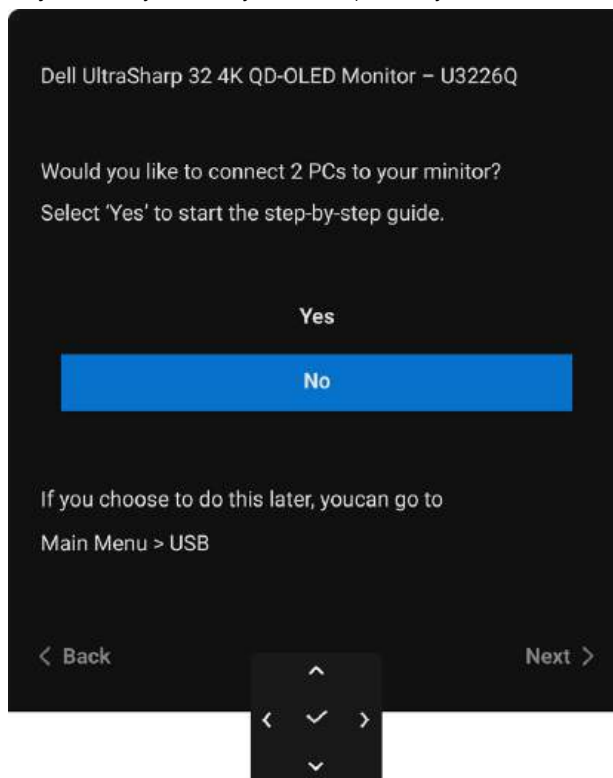 Dell UltraSharp 32 4K QD-OLED Monitor – U3226Q
Would you like to connect 2 PCs to your minitor?
Select ‘Yes’ to start the step-by-step guide.
Yes
No
If you choose to do this later, youcan go to
Main Menu > USB
< Back
Next >